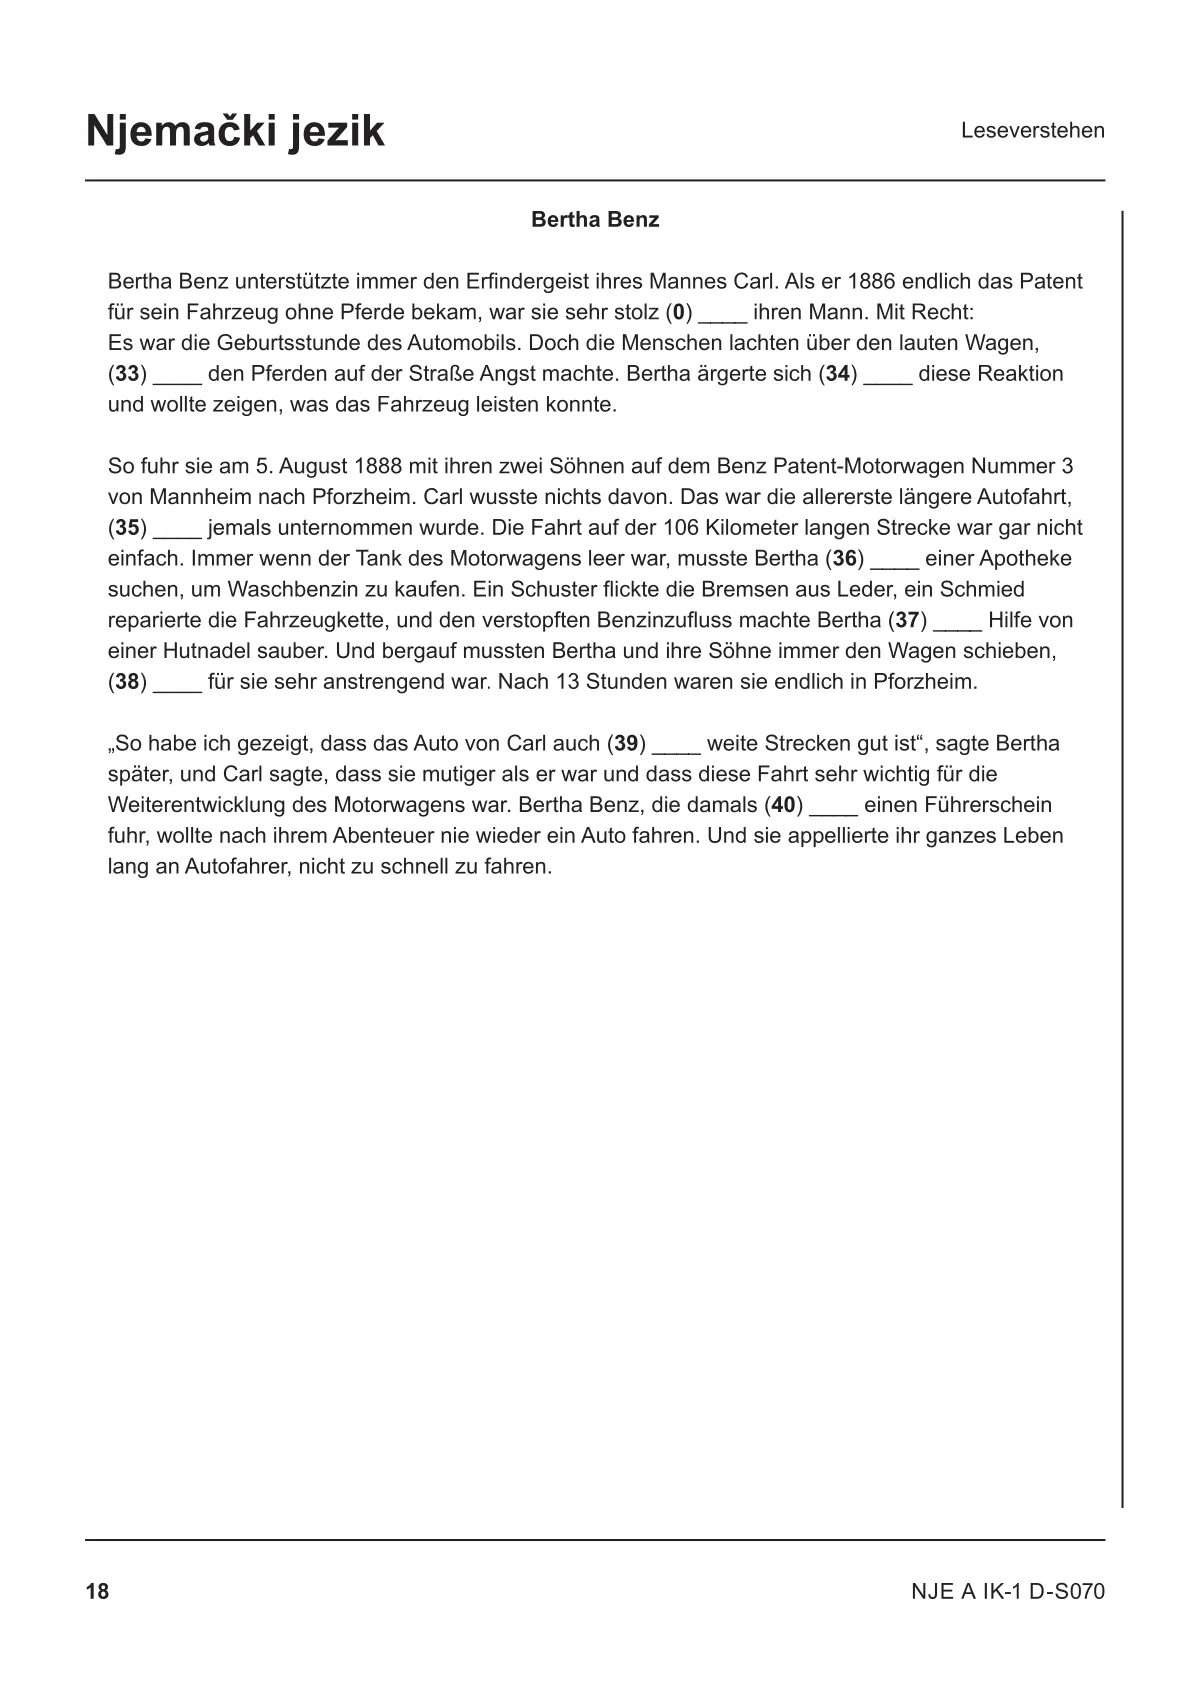 Njemački jezik
Leseverstehen
Bertha Benz
Bertha Benz unterstützte immer den Erfindergeist ihres Mannes Carl. Als er 1886 endlich das Patent
für sein Fahrzeug ohne Pferde bekam, war sie sehr stolz (0) ____ ihren Mann. Mit Recht:
Es war die Geburtsstunde des Automobils. Doch die Menschen lachten über den lauten Wagen,
(33) ____ den Pferden auf der Straße Angst machte. Bertha ärgerte sich (34) ____ diese Reaktion
und wollte zeigen, was das Fahrzeug leisten konnte.
So fuhr sie am 5. August 1888 mit ihren zwei Söhnen auf dem Benz Patent-Motorwagen Nummer 3
von Mannheim nach Pforzheim. Carl wusste nichts davon. Das war die allererste längere Autofahrt,
(35) ____ jemals unternommen wurde. Die Fahrt auf der 106 Kilometer langen Strecke war gar nicht
einfach. Immer wenn der Tank des Motorwagens leer war, musste Bertha (36) ____ einer Apotheke
suchen, um Waschbenzin zu kaufen. Ein Schuster flickte die Bremsen aus Leder, ein Schmied
reparierte die Fahrzeugkette, und den verstopften Benzinzufluss machte Bertha (37) ____ Hilfe von
einer Hutnadel sauber. Und bergauf mussten Bertha und ihre Söhne immer den Wagen schieben,
(38) ____ für sie sehr anstrengend war. Nach 13 Stunden waren sie endlich in Pforzheim.
„So habe ich gezeigt, dass das Auto von Carl auch (39) ____ weite Strecken gut ist“, sagte Bertha
später, und Carl sagte, dass sie mutiger als er war und dass diese Fahrt sehr wichtig für die
Weiterentwicklung des Motorwagens war. Bertha Benz, die damals (40) ____ einen Führerschein
fuhr, wollte nach ihrem Abenteuer nie wieder ein Auto fahren. Und sie appellierte ihr ganzes Leben
lang an Autofahrer, nicht zu schnell zu fahren.
18
NJE A IK-1 D-S070